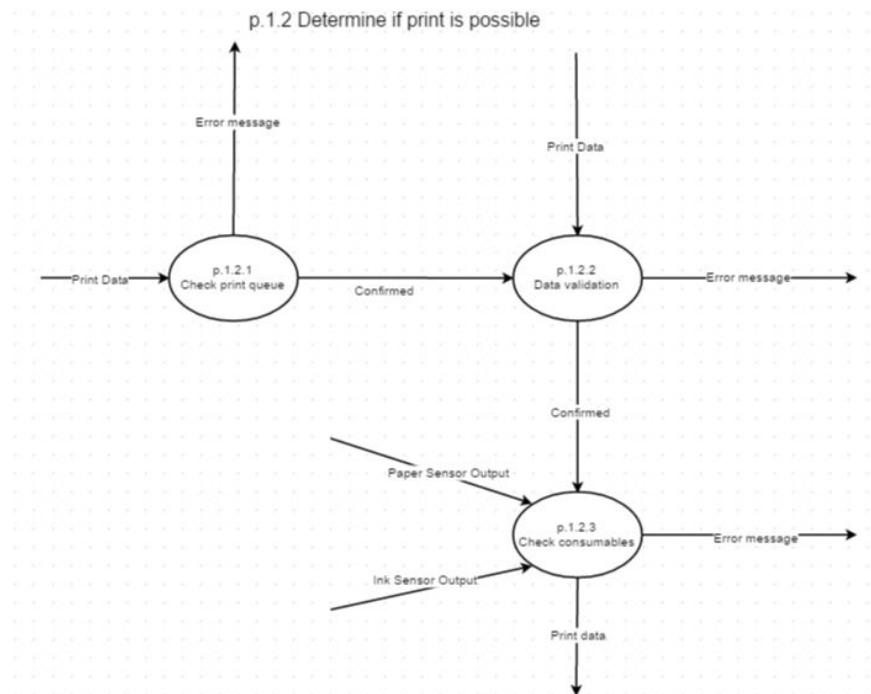 p.1.2 Determine if print is possible
Error message
Print Data
Print Data
p.1.2.1
Check print queue
Confirmed
p.1.2.2
Data validation
Error message
Confirmed
Paper Sensor Output
p.1.2.3
Check consumables
Error message
Ink Sensor Output
Print data